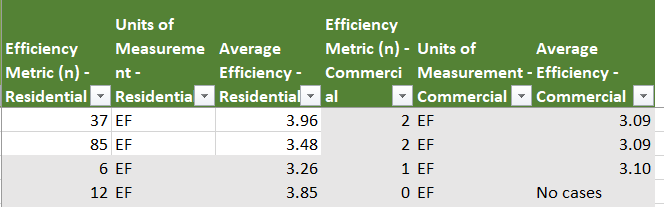 Efficiency Metric (n) - Residential Units of Measurement - Residentia Average Efficiency - Residential Efficiency Metric (n) - Commercial Units of Measurement - Commercial Average Efficiency - Commercial
37 EF 3.96 2 EF 3.09
85 EF 3.48 2 EF 3.09
6 EF 3.26 1 EF 3.10
12 EF 3.85 0 EF No cases